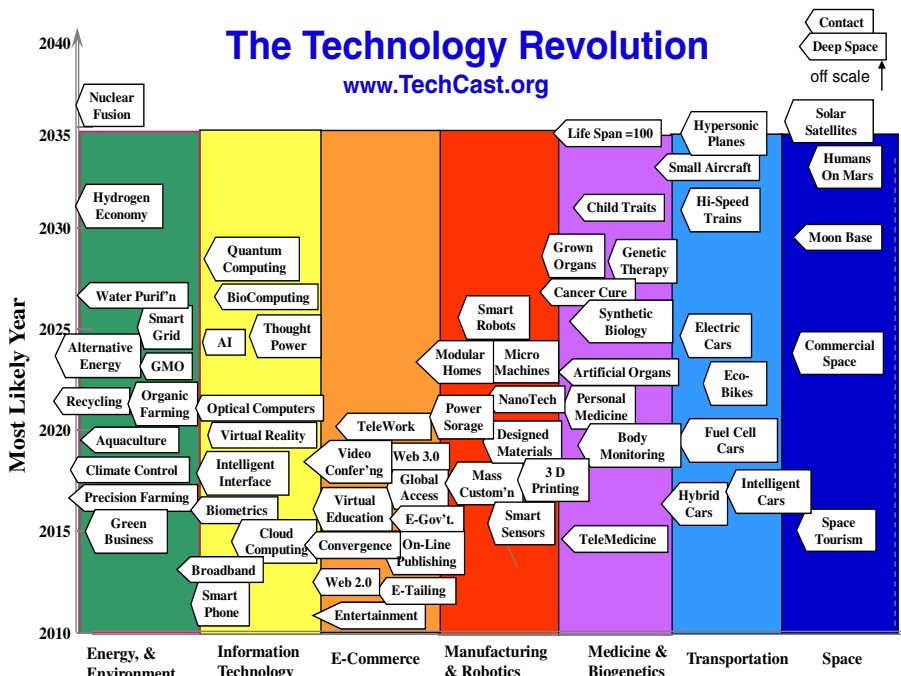 The Technology Revolution
www.TechCast.org
Contact
Deep Space
off scale
Most Likely Year
2040
2035
2030
2025
2020
2015
2010
Nuclear
Fusion
Hydrogen
Economy
Water Purif'n
Smart
Grid
Alternative
Energy
GMO
Recycling
Organic
Farming
Aquaculture
Climate Control
Precision Farming
Green
Business
Quantum
Computing
BioComputing
AI
Thought
Power
Optical Computers
Virtual Reality
Intelligent
Interface
Biometrics
Cloud
Computing
Broadband
Smart
Phone
TeleWork
Video
Confer'ng
Web 3.0
Global
Access
Virtual
Education
E-Gov't.
Convergence
On-Line
Publishing
Web 2.0
E-Tailing
Entertainment
Smart
Robots
Modular
Homes
Micro
Machines
NanoTech
Power
Sorage
Designed
Materials
Mass
Custom'n
3 D
Printing
Smart
Sensors
Life Span =100
Child Traits
Grown
Organs
Genetic
Therapy
Cancer Cure
Synthetic
Biology
Artificial Organs
Personal
Medicine
Body
Monitoring
TeleMedicine
Hypersonic
Planes
Small Aircraft
Hi-Speed
Trains
Electric
Cars
Eco-
Bikes
Fuel Cell
Cars
Hybrid
Cars
Intelligent
Cars
Solar
Satellites
Humans
On Mars
Moon Base
Commercial
Space
Space
Tourism
Energy, &
Environment
Information
Technology
E-Commerce
Manufacturing
& Robotics
Medicine &
Biogenetics
Transportation
Space